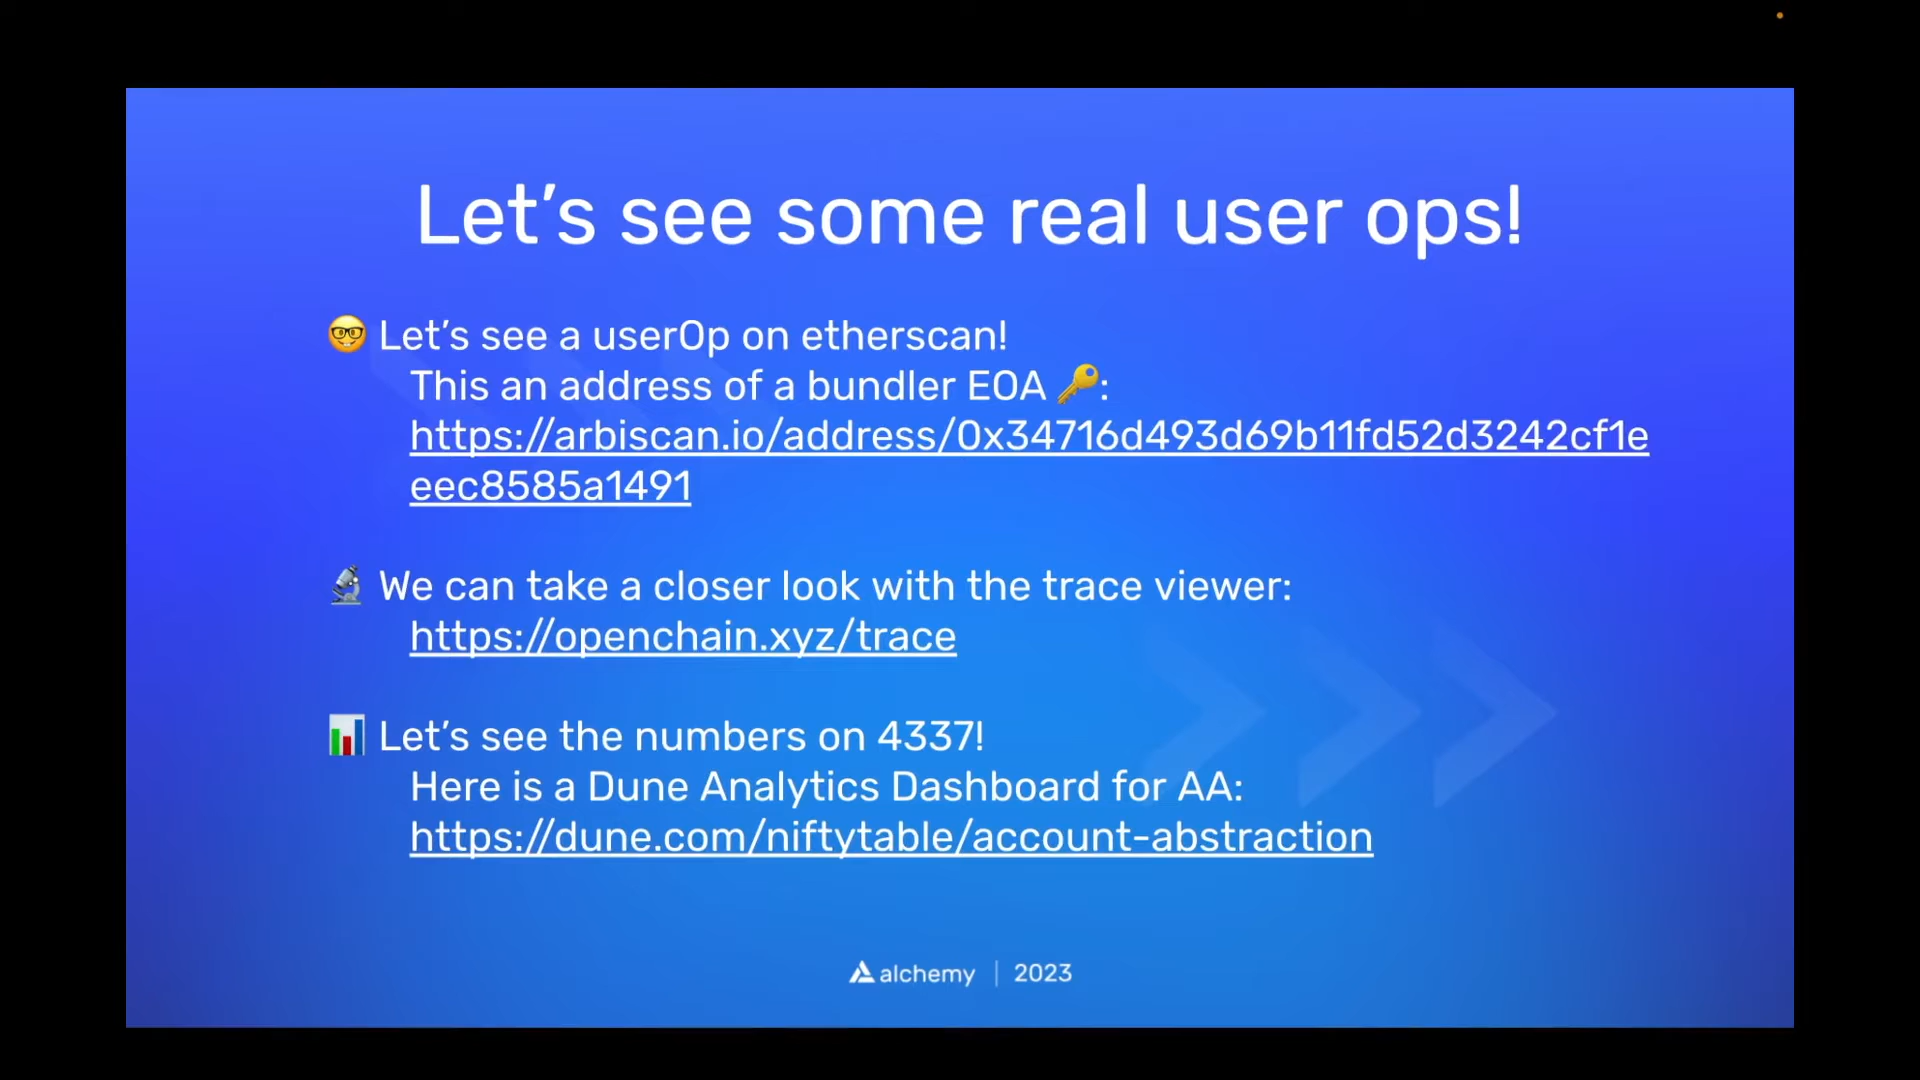 Let’s see some real user ops!
🤓 Let’s see a userOp on etherscan!
This an address of a bundler EOA 🔑:
https://arbiscan.io/address/0x34716d493d69b11fd52d3242cf1e
eec8585a1491
🔬 We can take a closer look with the trace viewer:
https://openchain.xyz/trace
📊 Let’s see the numbers on 4337!
Here is a Dune Analytics Dashboard for AA:
https://dune.com/niftytable/account-abstraction
alchemy | 2023